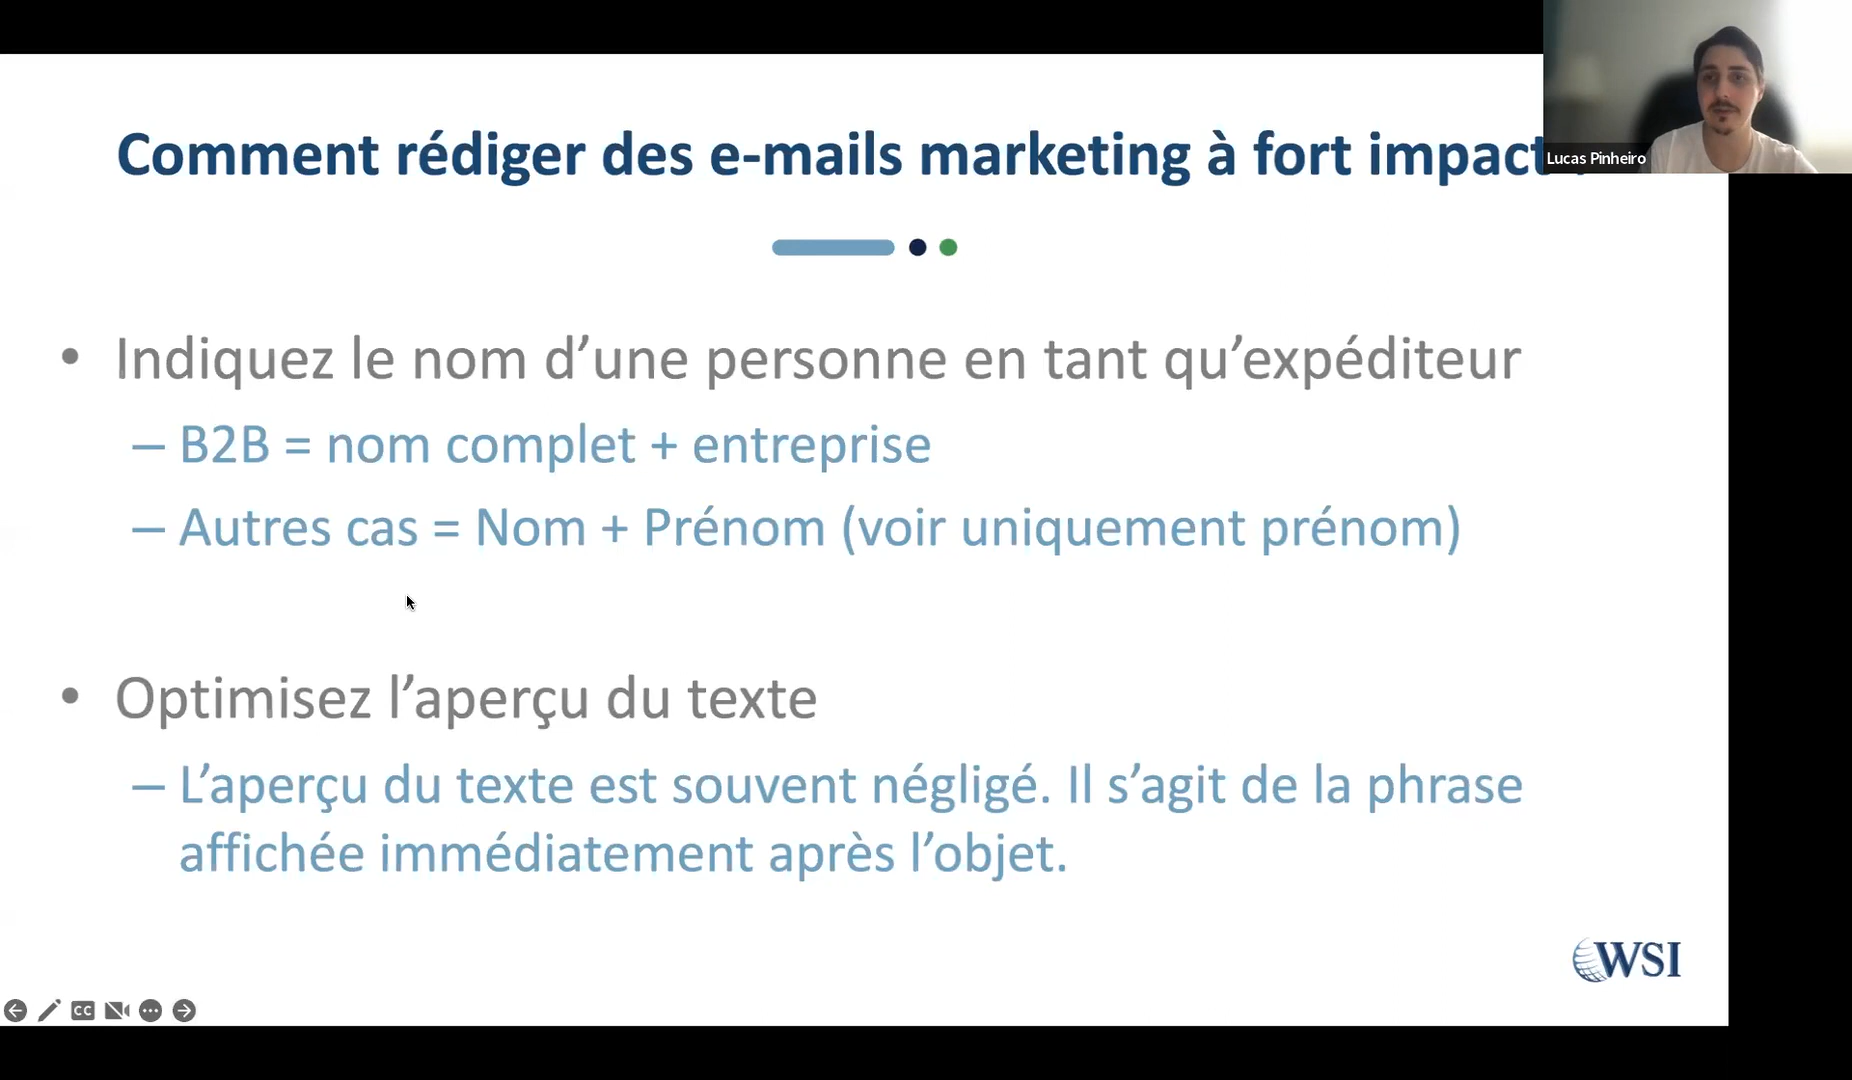 Comment rédiger des e-mails marketing à fort impact
Lucas Pinheiro
• Indiquez le nom d’une personne en tant qu’expéditeur
– B2B = nom complet + entreprise
– Autres cas = Nom + Prénom (voir uniquement prénom)
• Optimisez l’aperçu du texte
– L’aperçu du texte est souvent négligé. Il s’agit de la phrase
affichée immédiatement après l’objet.
WSI
CC